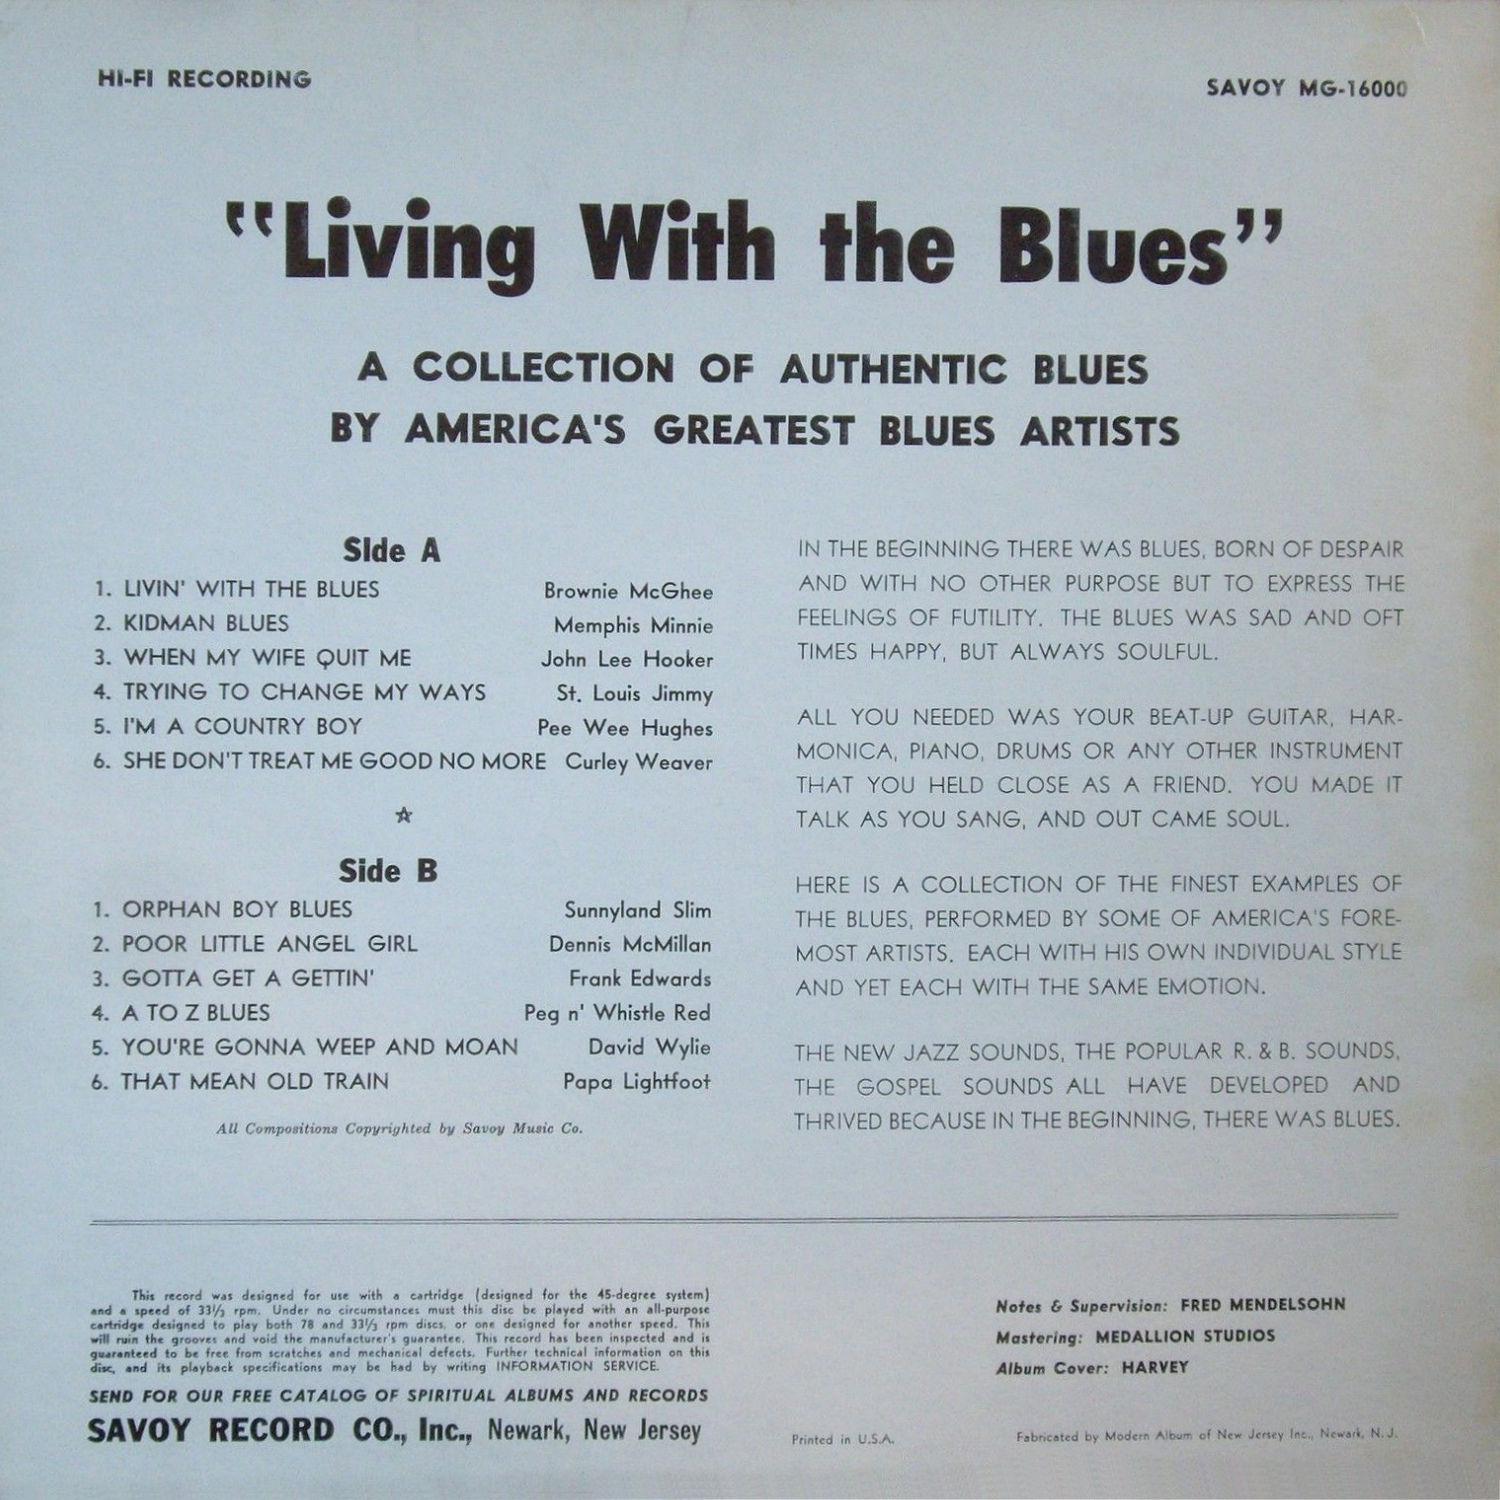 HI-FI RECORDING
SAVOY MG-16000
"Living With the Blues"
A COLLECTION OF AUTHENTIC BLUES
BY AMERICA'S GREATEST BLUES ARTISTS
SIde A
1. LIVIN' WITH THE BLUES Brownie McGhee
2. KIDMAN BLUES Memphis Minnie
3. WHEN MY WIFE QUIT ME John Lee Hooker
4. TRYING TO CHANGE MY WAYS St. Louis Jimmy
5. I'M A COUNTRY BOY Pee Wee Hughes
6. SHE DON'T TREAT ME GOOD NO MORE Curley Weaver
☆
Side B
1. ORPHAN BOY BLUES Sunnyland Slim
2. POOR LITTLE ANGEL GIRL Dennis McMillan
3. GOTTA GET A GETTIN' Frank Edwards
4. A TO Z BLUES Peg n' Whistle Red
5. YOU'RE GONNA WEEP AND MOAN David Wylie
6. THAT MEAN OLD TRAIN Papa Lightfoot
All Compositions Copyrighted by Savoy Music Co.
IN THE BEGINNING THERE WAS BLUES, BORN OF DESPAIR
AND WITH NO OTHER PURPOSE BUT TO EXPRESS THE
FEELINGS OF FUTILITY. THE BLUES WAS SAD AND OFT
TIMES HAPPY, BUT ALWAYS SOULFUL.
ALL YOU NEEDED WAS YOUR BEAT-UP GUITAR, HAR-
MONICA, PIANO, DRUMS OR ANY OTHER INSTRUMENT
THAT YOU HELD CLOSE AS A FRIEND. YOU MADE IT
TALK AS YOU SANG, AND OUT CAME SOUL.
HERE IS A COLLECTION OF THE FINEST EXAMPLES OF
THE BLUES, PERFORMED BY SOME OF AMERICA'S FORE-
MOST ARTISTS. EACH WITH HIS OWN INDIVIDUAL STYLE
AND YET EACH WITH THE SAME EMOTION.
THE NEW JAZZ SOUNDS, THE POPULAR R. & B. SOUNDS,
THE GOSPEL SOUNDS ALL HAVE DEVELOPED AND
THRIVED BECAUSE IN THE BEGINNING, THERE WAS BLUES.
This record was designed for use with a cartridge (designed for the 45-degree system)
and a speed of 33⅓ rpm. Under no circumstances must this disc be played with an all-purpose
cartridge designed to play both 78 and 33⅓ rpm discs, or one designed for another speed. This
will ruin the grooves and void the manufacturer's guarantee. This record has been inspected and is
guaranteed to be free from scratches and mechanical defects. Further technical information on this
disc, and its playback specifications may be had by writing INFORMATION SERVICE.
SEND FOR OUR FREE CATALOG OF SPIRITUAL ALBUMS AND RECORDS
SAVOY RECORD CO., Inc., Newark, New Jersey
Notes & Supervision: FRED MENDELSOHN
Mastering: MEDALLION STUDIOS
Album Cover: HARVEY
Printed in U.S.A.
Fabricated by Modern Album of New Jersey Inc., Newark, N. J.